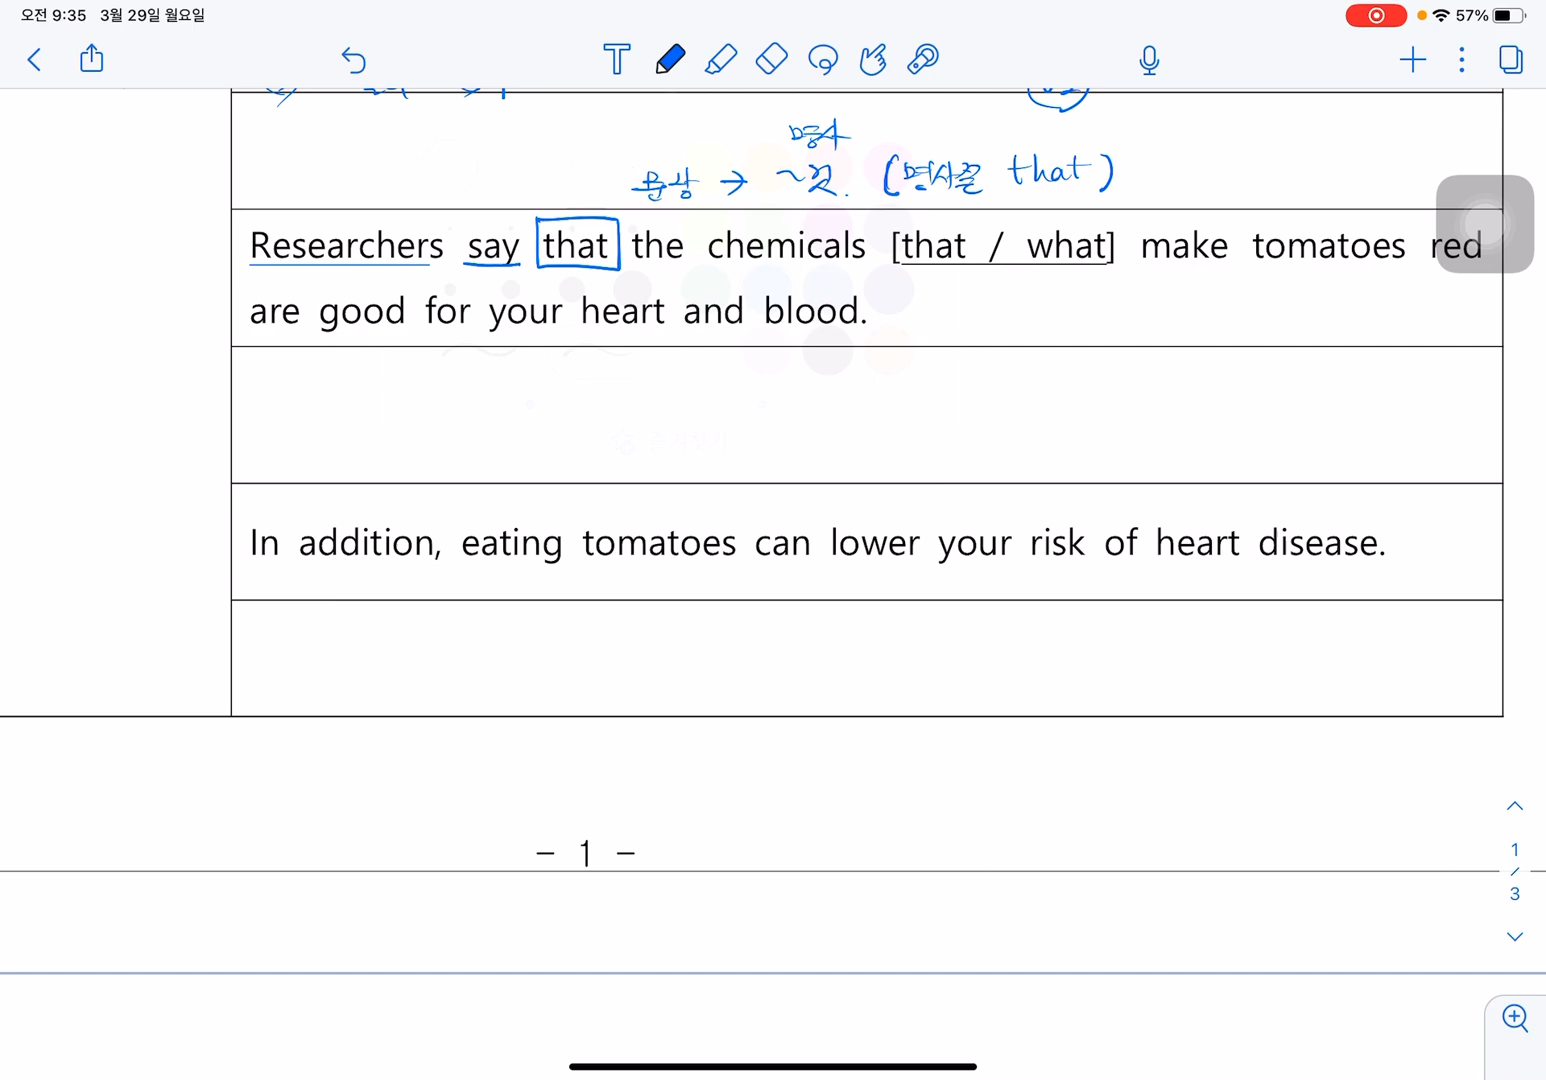 오전 9:35 3월 29일 월요일
57%
명사
문장 → ~것. (명사절 that)
Researchers say that the chemicals [that / what] make tomatoes red
are good for your heart and blood.
In addition, eating tomatoes can lower your risk of heart disease.
- 1 -
1
/
3